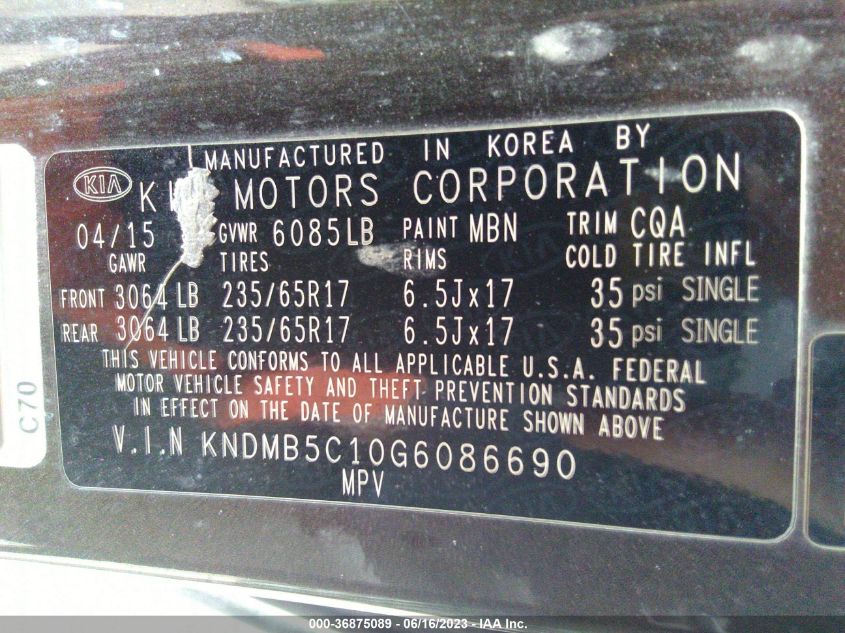 MANUFACTURED IN KOREA BY
KIA MOTORS CORPORATION
04/15 GVWR 6085LB PAINT MBN TRIM CQA
GAWR TIRES RIMS COLD TIRE INFL
FRONT 3064 LB 235/65R17 6.5Jx17 35 psi SINGLE
REAR 3064 LB 235/65R17 6.5Jx17 35 psi SINGLE
THIS VEHICLE CONFORMS TO ALL APPLICABLE U.S.A. FEDERAL
MOTOR VEHICLE SAFETY AND THEFT PREVENTION STANDARDS
IN EFFECT ON THE DATE OF MANUFACTURE SHOWN ABOVE
V.I.N KNDMB5C10G6086690
MPV
C70
000-36875089 - 06/16/2023 - IAA Inc.